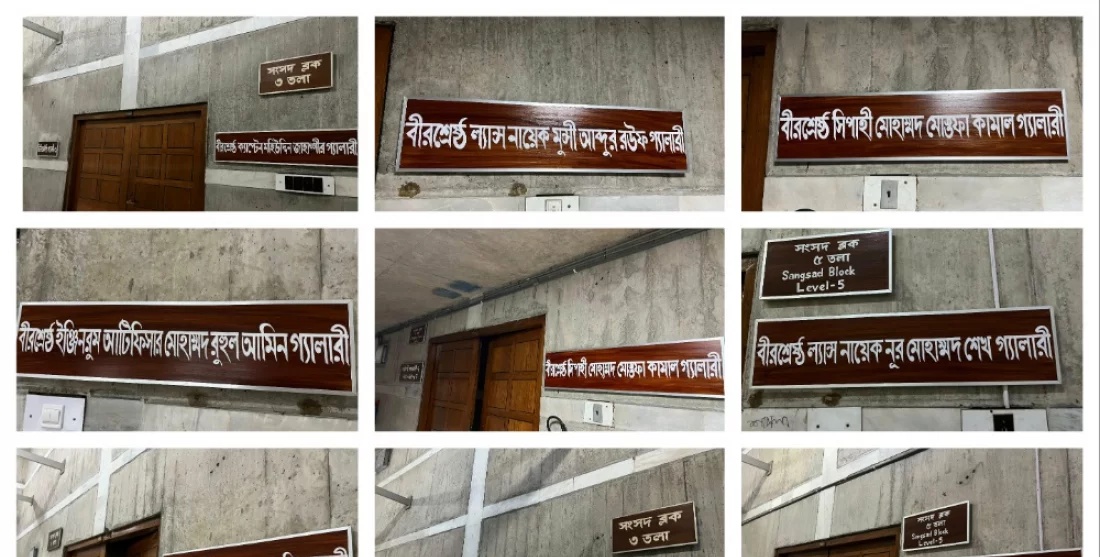 সংসদ ব্লক
৩ তলা
বীরশ্রেষ্ঠ ক্যাপ্টেন মহিউদ্দিন জাহাঙ্গীর গ্যালারী
বীরশ্রেষ্ঠ ল্যান্স নায়েক মুন্সী আব্দুর রউফ গ্যালারী
বীরশ্রেষ্ঠ সিপাহী মোহাম্মদ মোস্তফা কামাল গ্যালারী
বীরশ্রেষ্ঠ ইঞ্জিনরুম আর্টিফিসার মোহাম্মদ রুহুল আমিন গ্যালারী
বীরশ্রেষ্ঠ সিপাহী মোহাম্মদ মোস্তফা কামাল গ্যালারী
সংসদ ব্লক
৫ তলা
Sangsad Block
Level-5
বীরশ্রেষ্ঠ ল্যান্স নায়েক নূর মোহাম্মদ শেখ গ্যালারী
সংসদ ব্লক
৩ তলা
সংসদ ব্লক
৫ তলা
Sangsad Block
Level-5